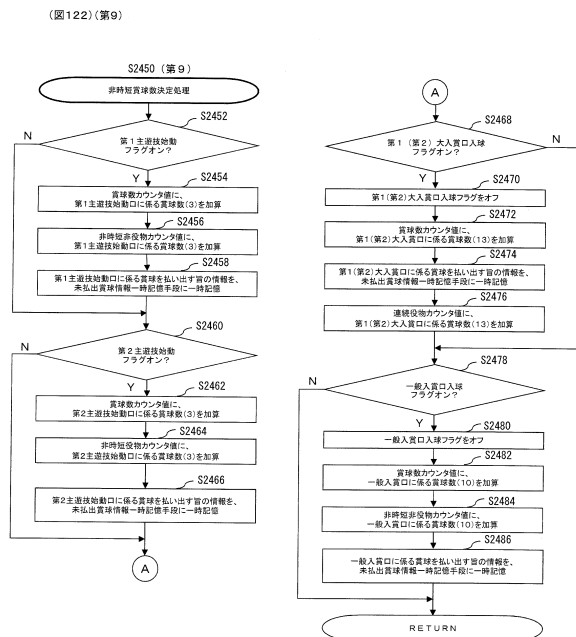 (図122)(第9)
S2450(第9)
非時短賞球数決定処理
S2452
第1主遊技始動
フラグオン?
N
Y
S2454
賞球数カウンタ値に、
第1主遊技始動口に係る賞球数(3)を加算
S2456
非時短非役物カウンタ値に、
第1主遊技始動口に係る賞球数(3)を加算
S2458
第1主遊技始動口に係る賞球を払い出す旨の情報を、
未払出賞球情報一時記憶手段に一時記憶
S2460
第2主遊技始動
フラグオン?
N
Y
S2462
賞球数カウンタ値に、
第2主遊技始動口に係る賞球数(3)を加算
S2464
非時短役物カウンタ値に、
第2主遊技始動口に係る賞球数(3)を加算
S2466
第2主遊技始動口に係る賞球を払い出す旨の情報を、
未払出賞球情報一時記憶手段に一時記憶
A
A
S2468
第1(第2)大入賞口入球
フラグオン?
N
Y
S2470
第1(第2)大入賞口入球フラグをオフ
S2472
賞球数カウンタ値に、
第1(第2)大入賞口に係る賞球数(13)を加算
S2474
第1(第2)大入賞口に係る賞球を払い出す旨の情報を、
未払出賞球情報一時記憶手段に一時記憶
S2476
連続役物カウンタ値に、
第1(第2)大入賞口に係る賞球数(13)を加算
S2478
一般入賞口入球
フラグオン?
N
Y
S2480
一般入賞口入球フラグをオフ
S2482
賞球数カウンタ値に、
一般入賞口に係る賞球数(10)を加算
S2484
非時短非役物カウンタ値に、
一般入賞口に係る賞球数(10)を加算
S2486
一般入賞口に係る賞球を払い出す旨の情報を、
未払出賞球情報一時記憶手段に一時記憶
RETURN